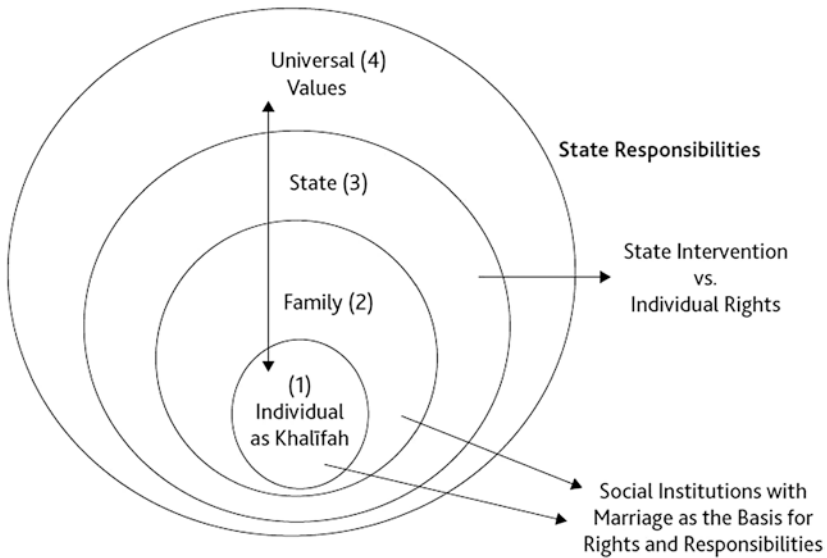 Universal (4)
Values
State Responsibilities
State (3)
State Intervention
vs.
Individual Rights
Family (2)
(1)
Individual
as Khalīfah
Social Institutions with
Marriage as the Basis for
Rights and Responsibilities